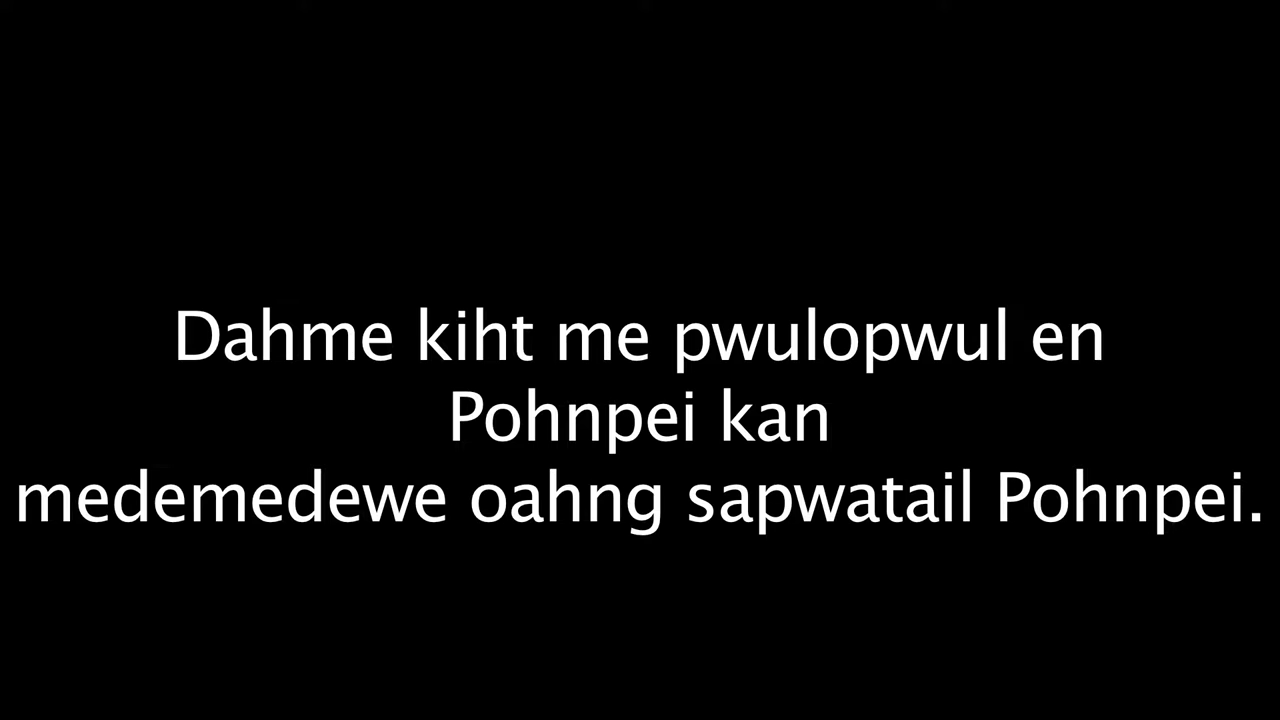 Dahme kiht me pwulopwul en
Pohnpei kan
medemedewe oahng sapwatail Pohnpei.